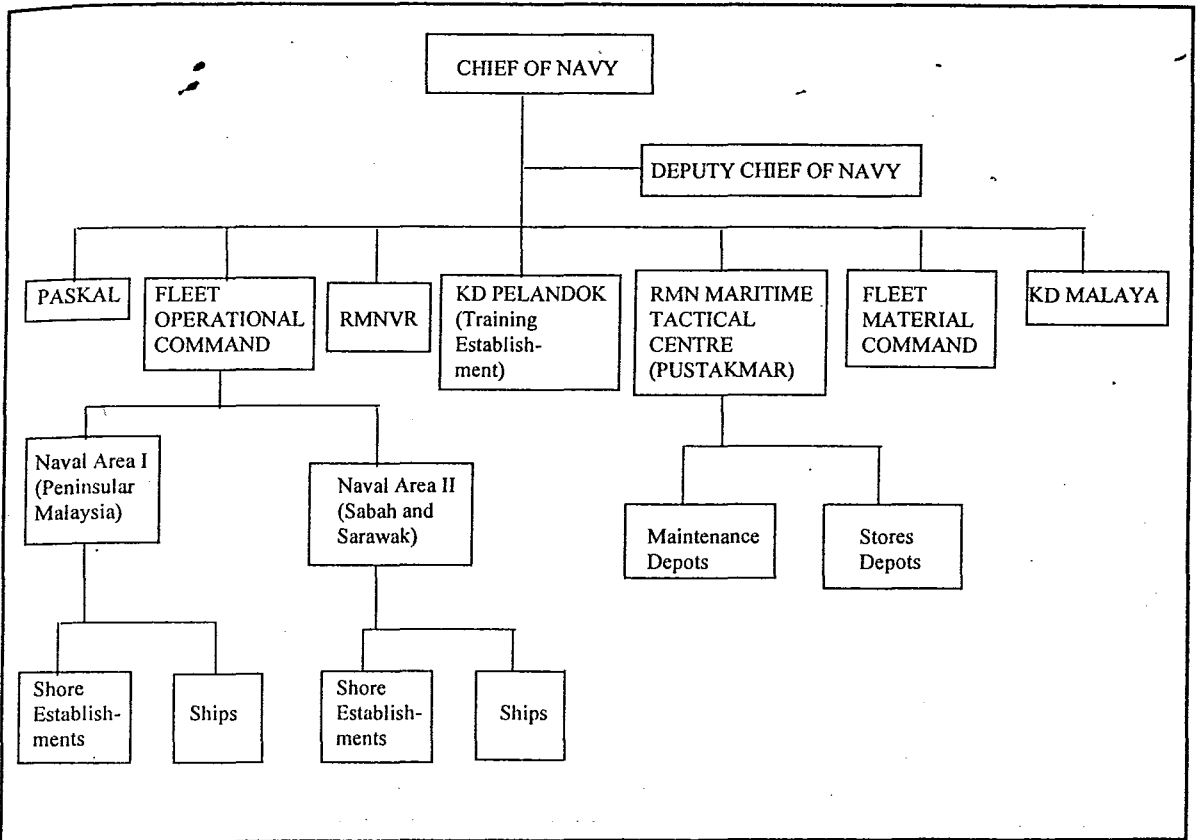 CHIEF OF NAVY
DEPUTY CHIEF OF NAVY
PASKAL
FLEET
OPERATIONAL
COMMAND
RMNVR
KD PELANDOK
(Training
Establish-
ment)
RMN MARITIME
TACTICAL
CENTRE
(PUSTAKMAR)
FLEET
MATERIAL
COMMAND
KD MALAYA
Naval Area I
(Peninsular
Malaysia)
Naval Area II
(Sabah and
Sarawak)
Maintenance
Depots
Stores
Depots
Shore
Establish-
ments
Ships
Shore
Establish-
ments
Ships